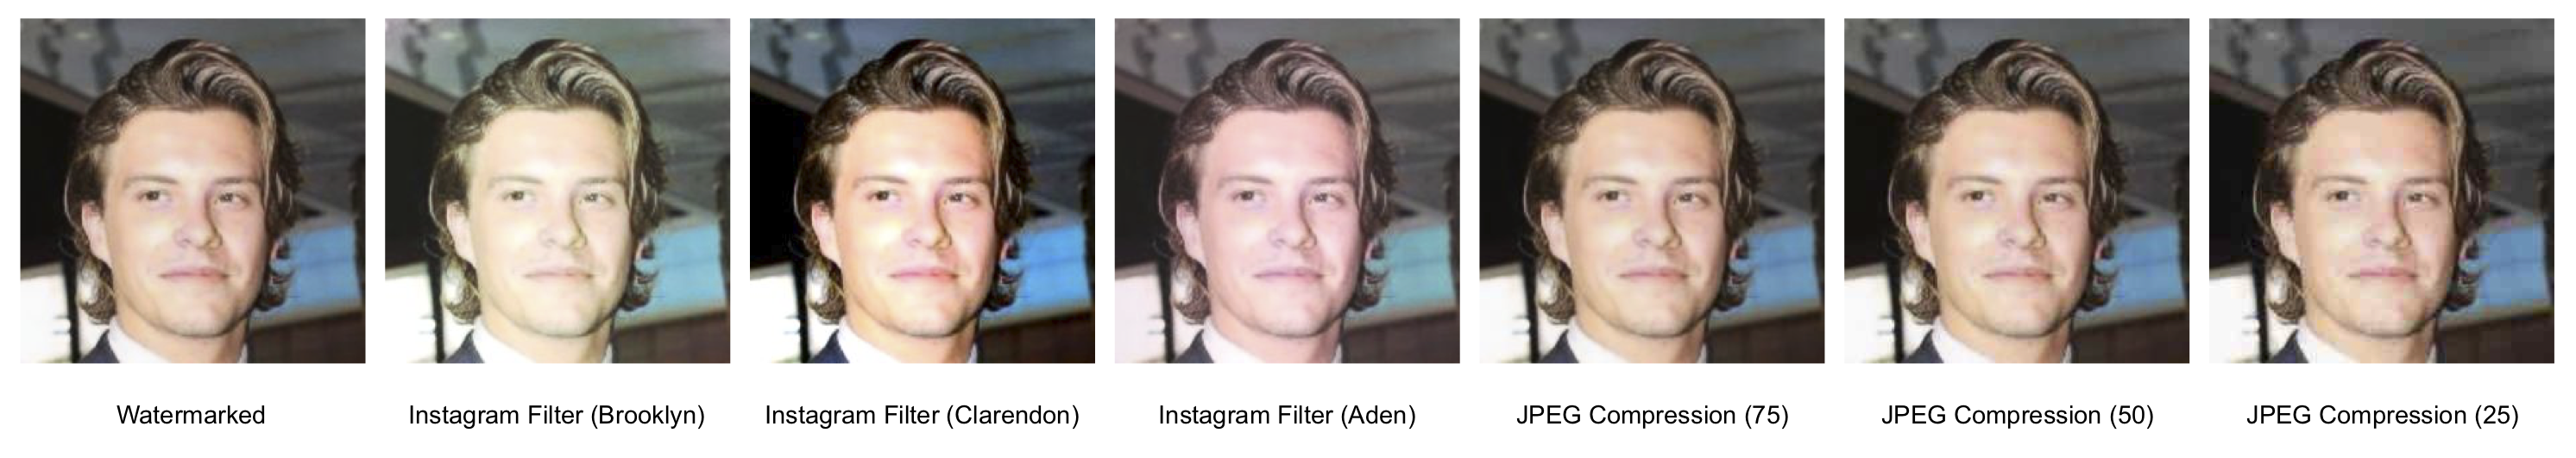 Watermarked
Instagram Filter (Brooklyn)
Instagram Filter (Clarendon)
Instagram Filter (Aden)
JPEG Compression (75)
JPEG Compression (50)
JPEG Compression (25)